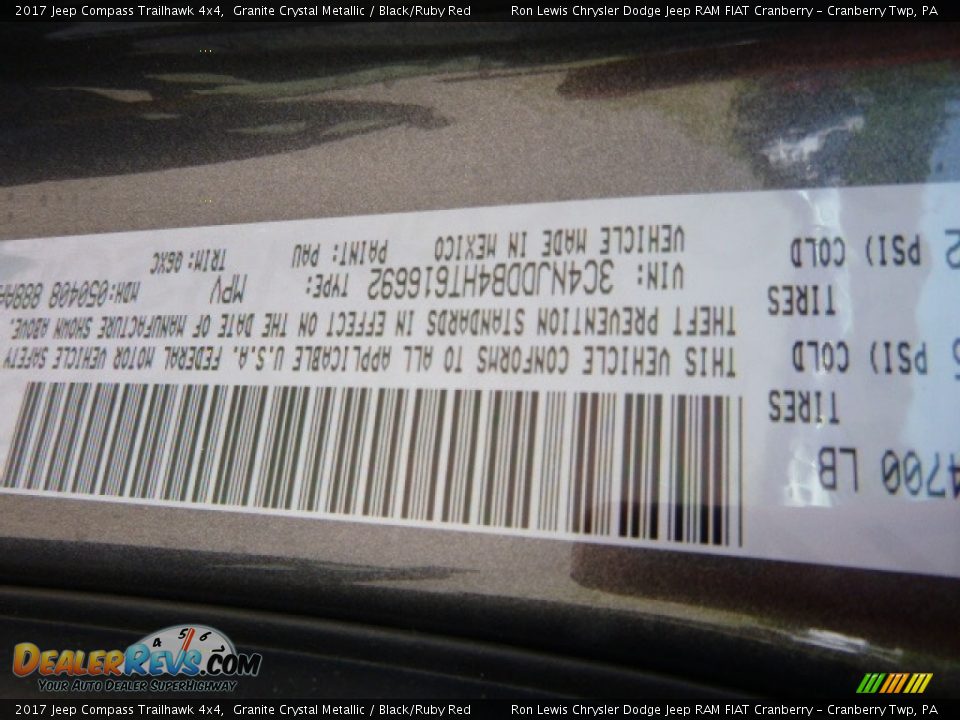 2017 Jeep Compass Trailhawk 4x4, Granite Crystal Metallic / Black/Ruby Red
Ron Lewis Chrysler Dodge Jeep RAM FIAT Cranberry - Cranberry Twp, PA
4700 LB
TIRES
PSI) COLD
TIRES
PSI) COLD
THIS VEHICLE CONFORMS TO ALL APPLICABLE U.S.A. FEDERAL MOTOR VEHICLE SAFETY
THEFT PREVENTION STANDARDS IN EFFECT ON THE DATE OF MANUFACTURE SHOWN ABOVE.
VIN: 3C4NJDDB4HT616692 TYPE: MPV MDH:050408
VEHICLE MADE IN MEXICO PAINT: PAU TRIM:
4 5 6 7
DealerRevs.com
Your Auto Dealer SuperHighway
2017 Jeep Compass Trailhawk 4x4, Granite Crystal Metallic / Black/Ruby Red
Ron Lewis Chrysler Dodge Jeep RAM FIAT Cranberry - Cranberry Twp, PA